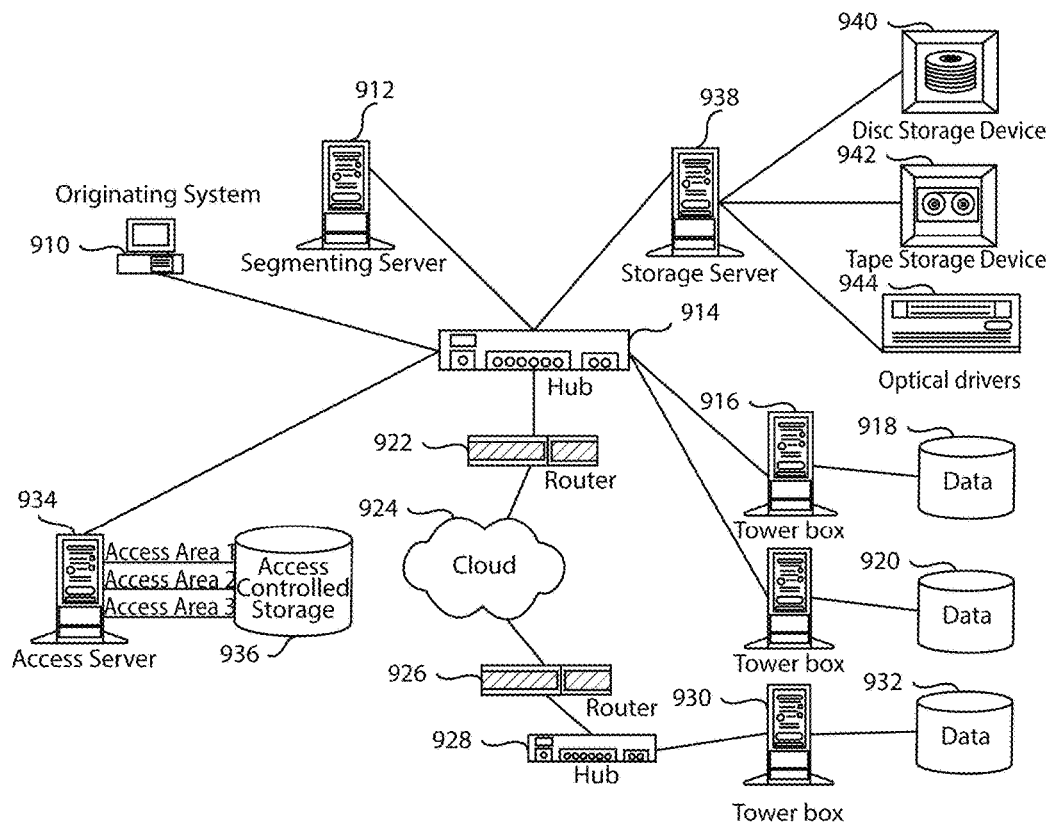 940
912
938
Disc Storage Device
942
Originating System
910
Segmenting Server
Storage Server
Tape Storage Device
944
914
Hub
Optical drivers
916
918
922
Router
Data
934
924
Tower box
936
Access Area 1
Access Area 2
Access Area 3
Access
Controlled
Storage
Cloud
920
Data
Access Server
936
Tower box
926
Router
930
932
928
Hub
Data
Tower box